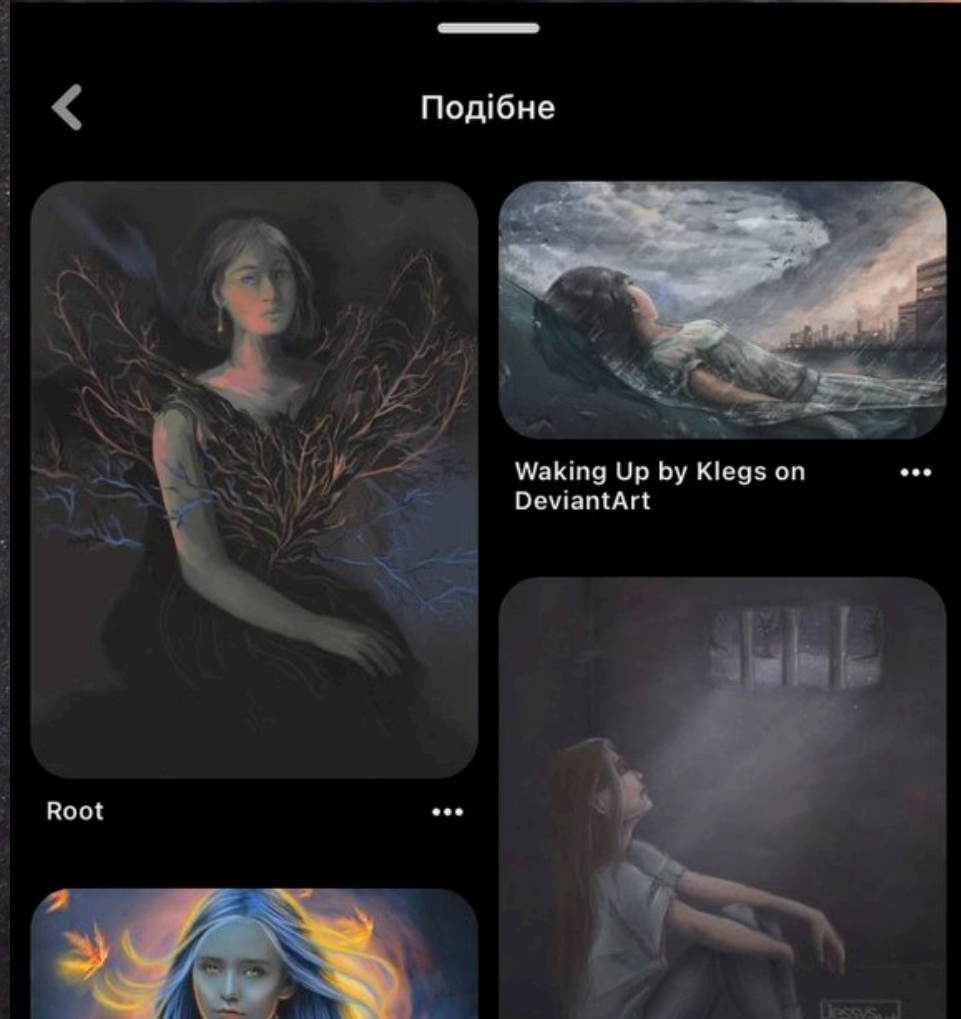 Подібне
Waking Up by Klegs on
DeviantArt
Root